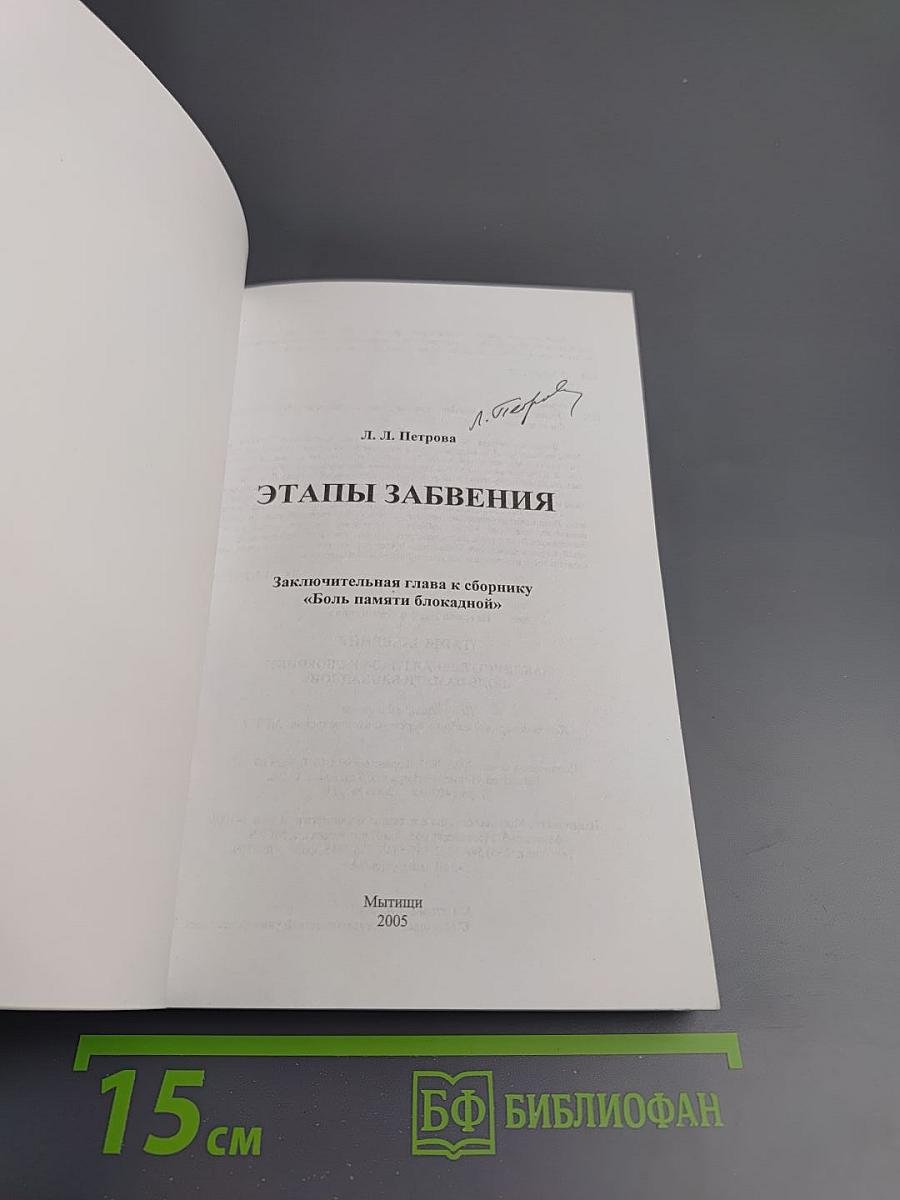 Л. Петрова
Л. Л. Петрова
ЭТАПЫ ЗАБВЕНИЯ
Заключительная глава к сборнику
«Боль памяти блокадной»
Мытищи
2005
15 см
БФ БИБЛИОФАН